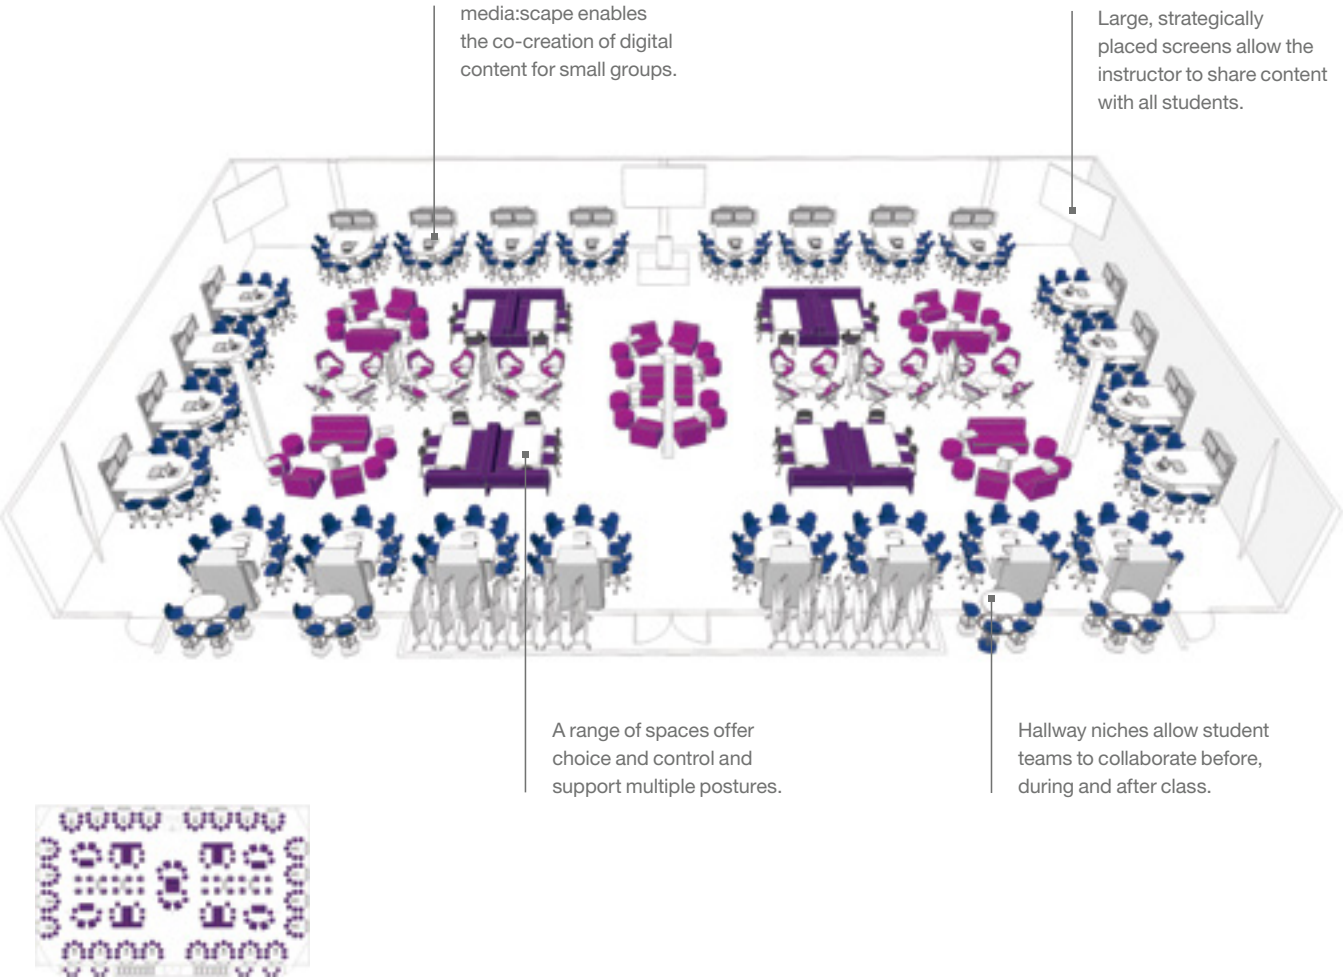 media:scape enables
the co-creation of digital
content for small groups.
Large, strategically
placed screens allow the
instructor to share content
with all students.
A range of spaces offer
choice and control and
support multiple postures.
Hallway niches allow student
teams to collaborate before,
during and after class.